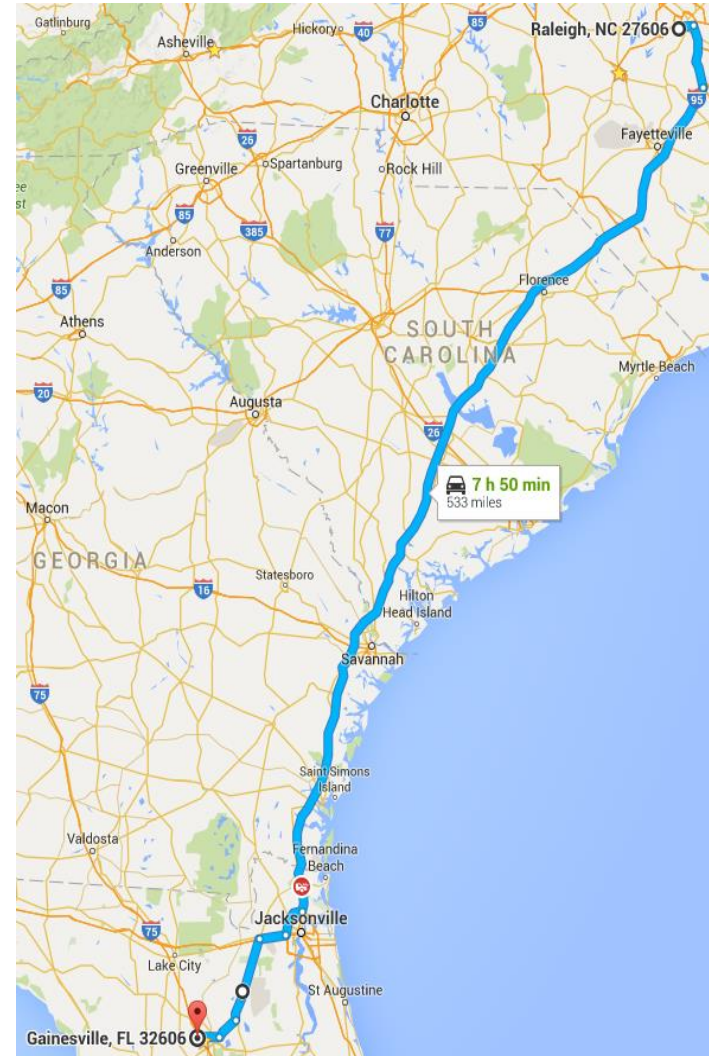 Gatlinburg
Hickory
40
85
Raleigh, NC 27606
Asheville
95
Charlotte
Fayetteville
26
Spartanburg
Greenville
Rock Hill
85
385
77
Anderson
Florence
85
Athens
SOUTH
CAROLINA
Myrtle Beach
20
Augusta
26
7 h 50 min
533 miles
Macon
GEORGIA
Statesboro
16
Hilton
Head Island
Savannah
75
Saint Simons
Island
Valdosta
Fernandina
Beach
Jacksonville
75
Lake City
St Augustine
Gainesville, FL 32606